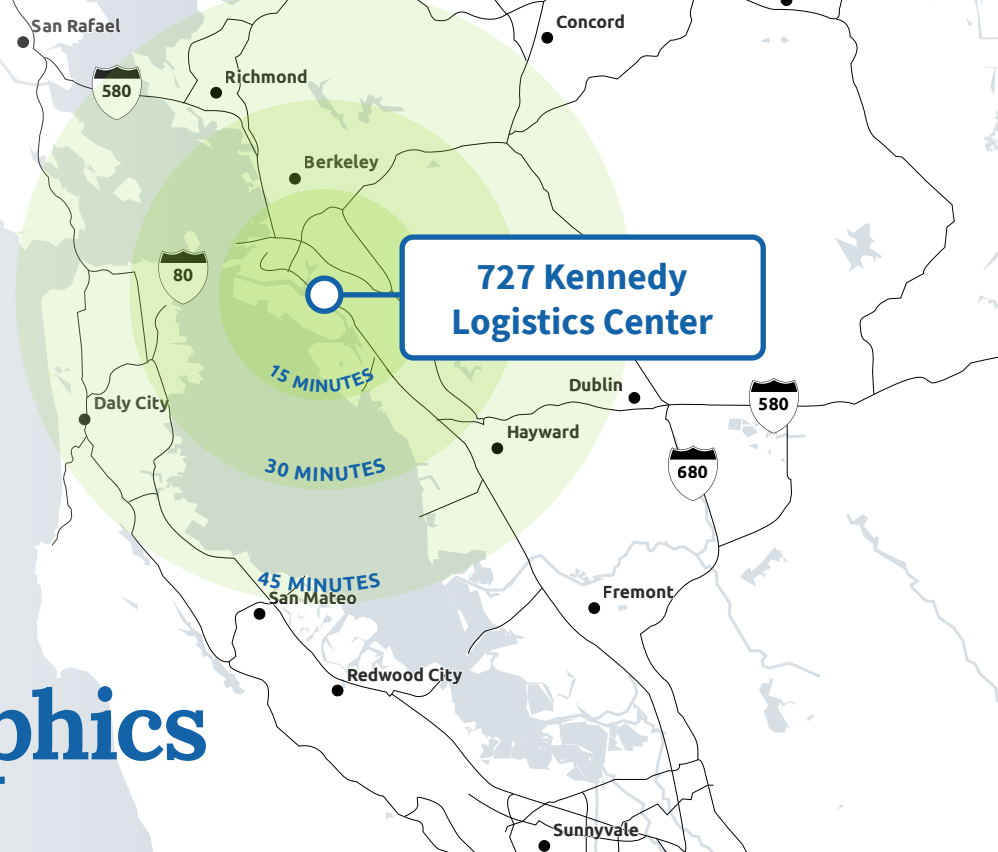 San Rafael
Concord
580
Richmond
Berkeley
80
727 Kennedy
Logistics Center
15 MINUTES
Dublin
580
Daly City
Hayward
30 MINUTES
680
45 MINUTES
San Mateo
Fremont
Redwood City
phics
Sunnyvale